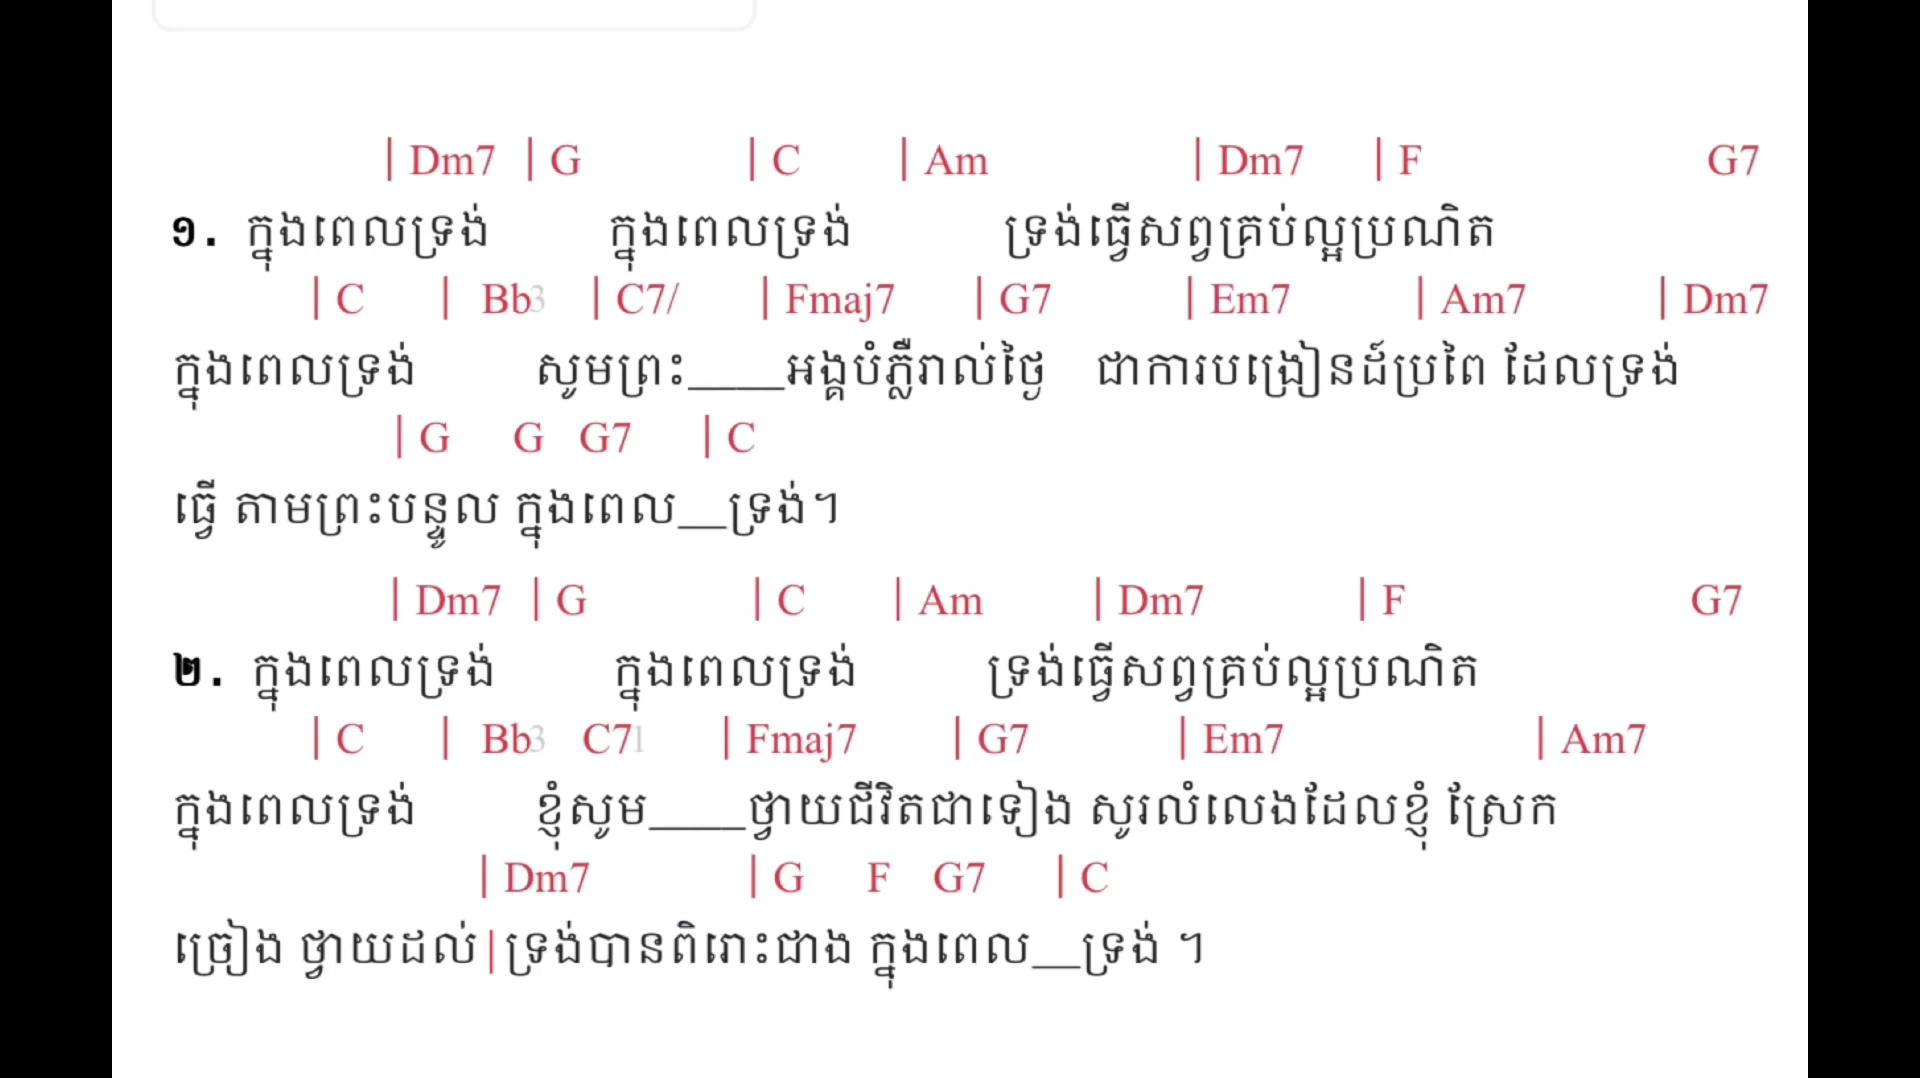 | Dm7 | G | C | Am | Dm7 | F G7
១. ក្នុងពេលទ្រង់ ក្នុងពេលទ្រង់ ទ្រង់ធ្វើសព្វគ្រប់ល្អប្រណិត
| C | Bb3 | C7/ | Fmaj7 | G7 | Em7 | Am7 | Dm7
ក្នុងពេលទ្រង់ សូមព្រះ____អង្គបំភ្លឺរាល់ថ្ងៃ ជាការបង្រៀនដ៍ប្រពៃ ដែលទ្រង់
| G G G7 | C
ធ្វើ តាមព្រះបន្ទូល ក្នុងពេល__ទ្រង់។
| Dm7 | G | C | Am | Dm7 | F G7
២. ក្នុងពេលទ្រង់ ក្នុងពេលទ្រង់ ទ្រង់ធ្វើសព្វគ្រប់ល្អប្រណិត
| C | Bb3 C71 | Fmaj7 | G7 | Em7 | Am7
ក្នុងពេលទ្រង់ ខ្ញុំសូម____ថ្វាយជីវិតជាទៀង សូរលំលេងដែលខ្ញុំ ស្រែក
| Dm7 | G F G7 | C
ច្រៀង ថ្វាយដល់|ទ្រង់បានពិរោះជាង ក្នុងពេល__ទ្រង់ ។